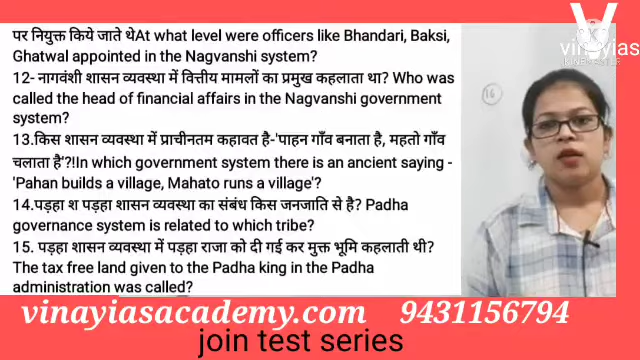 पर नियुक्त किये जाते थेAt what level were officers like Bhandari, Baksi,
Ghatwal appointed in the Nagvanshi system?
12- नागवंशी शासन व्यवस्था में वित्तीय मामलों का प्रमुख कहलाता था? Who was
called the head of financial affairs in the Nagvanshi government
system?
13.किस शासन व्यवस्था में प्राचीनतम कहावत है-'पाहन गाँव बनाता है, महतो गाँव
चलाता है'?!In which government system there is an ancient saying -
'Pahan builds a village, Mahato runs a village'?
14.पड़हा श पड़हा शासन व्यवस्था का संबंध किस जनजाति से है? Padha
governance system is related to which tribe?
15. पड़हा शासन व्यवस्था में पड़हा राजा को दी गई कर मुक्त भूमि कहलाती थी?
The tax free land given to the Padha king in the Padha
administration was called?
16
vinayias
vinayiasacademy.com 9431156794
join test series